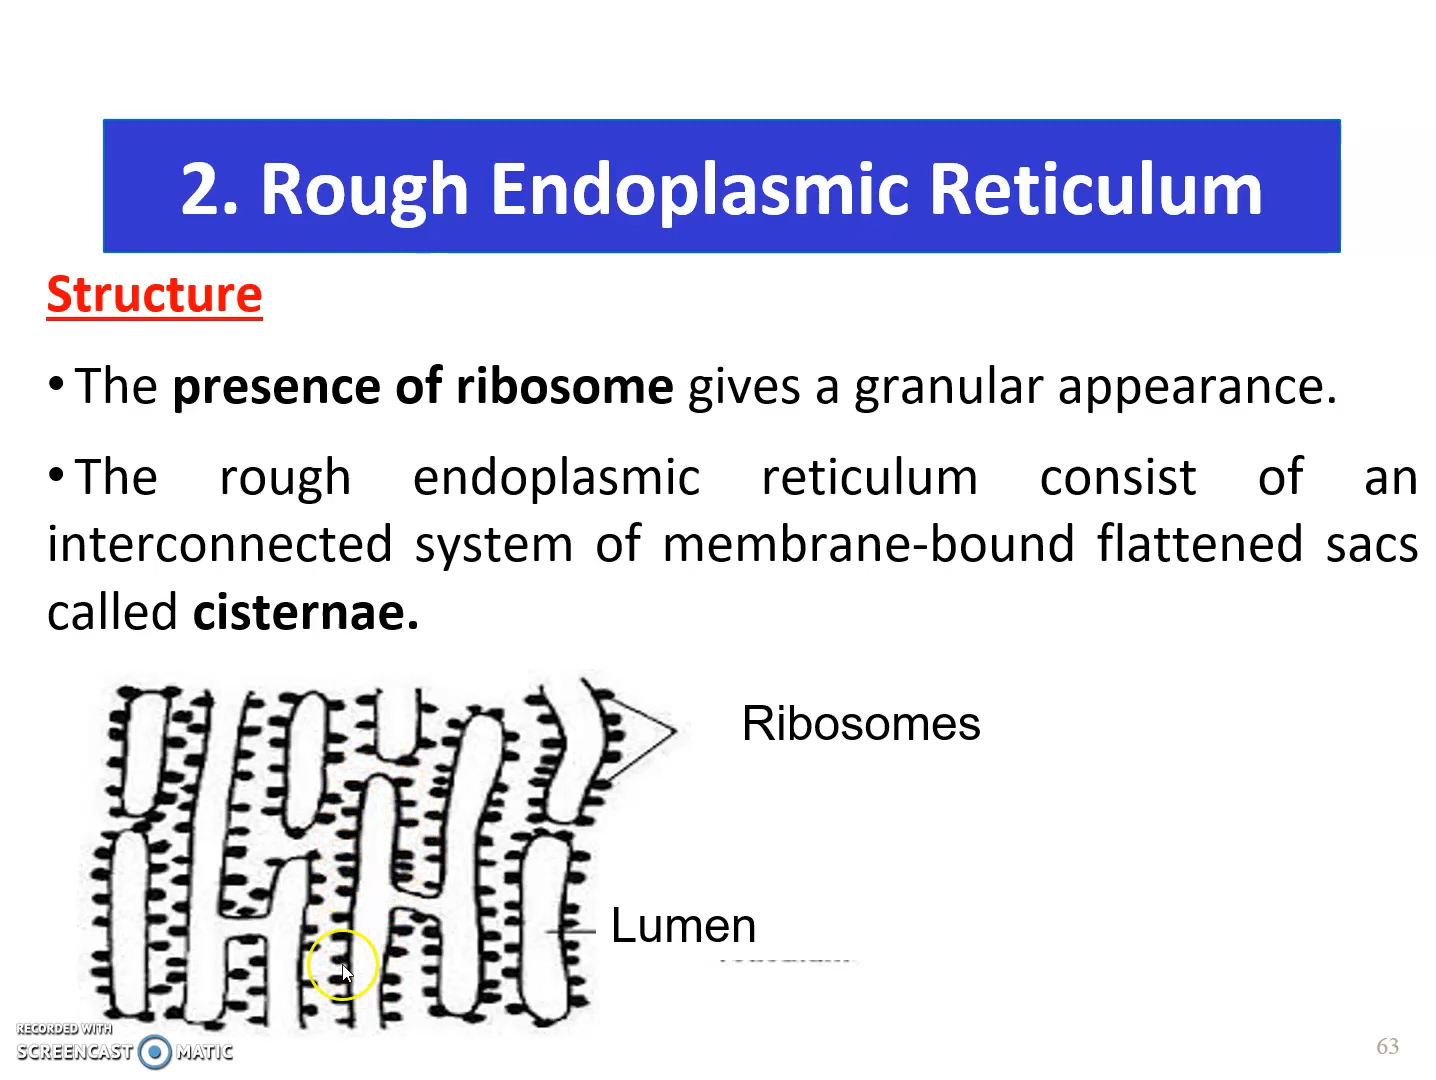 2. Rough Endoplasmic Reticulum
Structure
•The presence of ribosome gives a granular appearance.
•The rough endoplasmic reticulum consist of an
interconnected system of membrane-bound flattened sacs
called cisternae.
Ribosomes
Lumen
RECORDED WITH
SCREENCAST MATIC
63